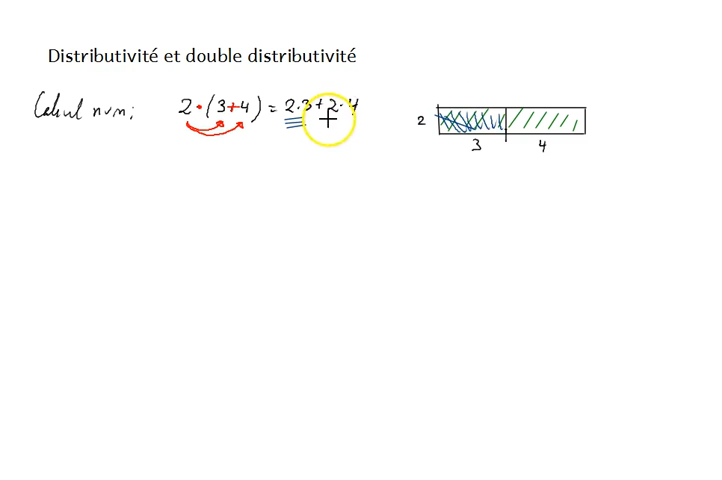 Distributivité et double distributivité
Calcul num: 2 · (3+4) = 2·3+2·4
2
3 4